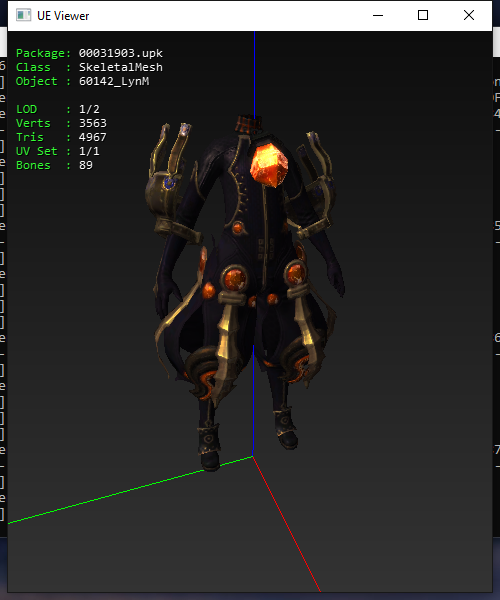 UE Viewer
Package: 00031903.upk
Class : SkeletalMesh
Object : 60142_LynM
LOD : 1/2
Verts : 3563
Tris : 4967
UV Set : 1/1
Bones : 89